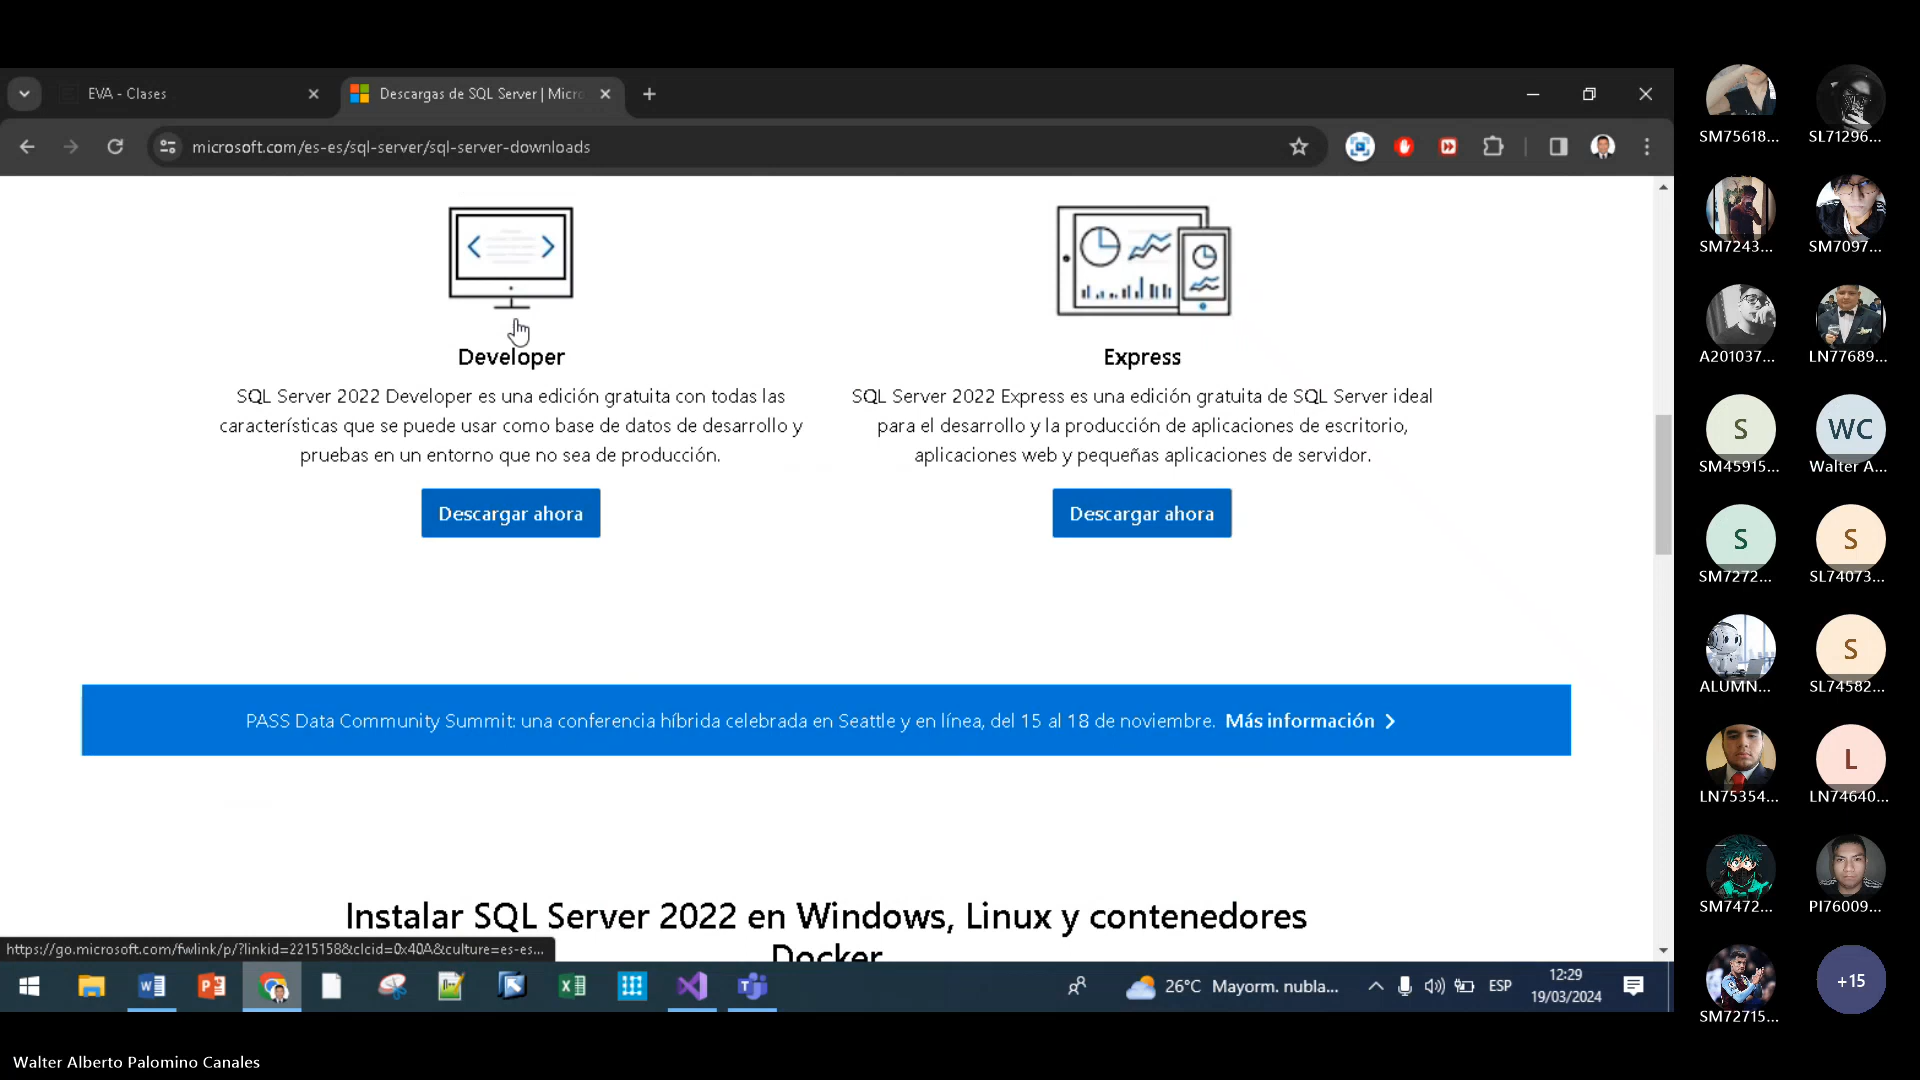 EVA - Clases
Descargas de SQL Server | Micro
microsoft.com/es-es/sql-server/sql-server-downloads
Developer
SQL Server 2022 Developer es una edición gratuita con todas las
características que se puede usar como base de datos de desarrollo y
pruebas en un entorno que no sea de producción.
Descargar ahora
Express
SQL Server 2022 Express es una edición gratuita de SQL Server ideal
para el desarrollo y la producción de aplicaciones de escritorio,
aplicaciones web y pequeñas aplicaciones de servidor.
Descargar ahora
PASS Data Community Summit: una conferencia híbrida celebrada en Seattle y en línea, del 15 al 18 de noviembre. Más información
Instalar SQL Server 2022 en Windows, Linux y contenedores
Docker
https://go.microsoft.com/fwlink/p/?linkid=2215158&clcid=0x40A&culture=es-es...
26°C Mayorm. nubla...
ESP
12:29
19/03/2024
SM75618...
SL71296...
SM7243...
SM7097...
A201037...
LN77689...
S
SM45915...
WC
Walter A...
S
SM7272...
S
SL74073...
ALUMN...
S
SL74582...
LN75354...
L
LN74640...
SM7472...
PI76009...
SM72715...
+15
Walter Alberto Palomino Canales